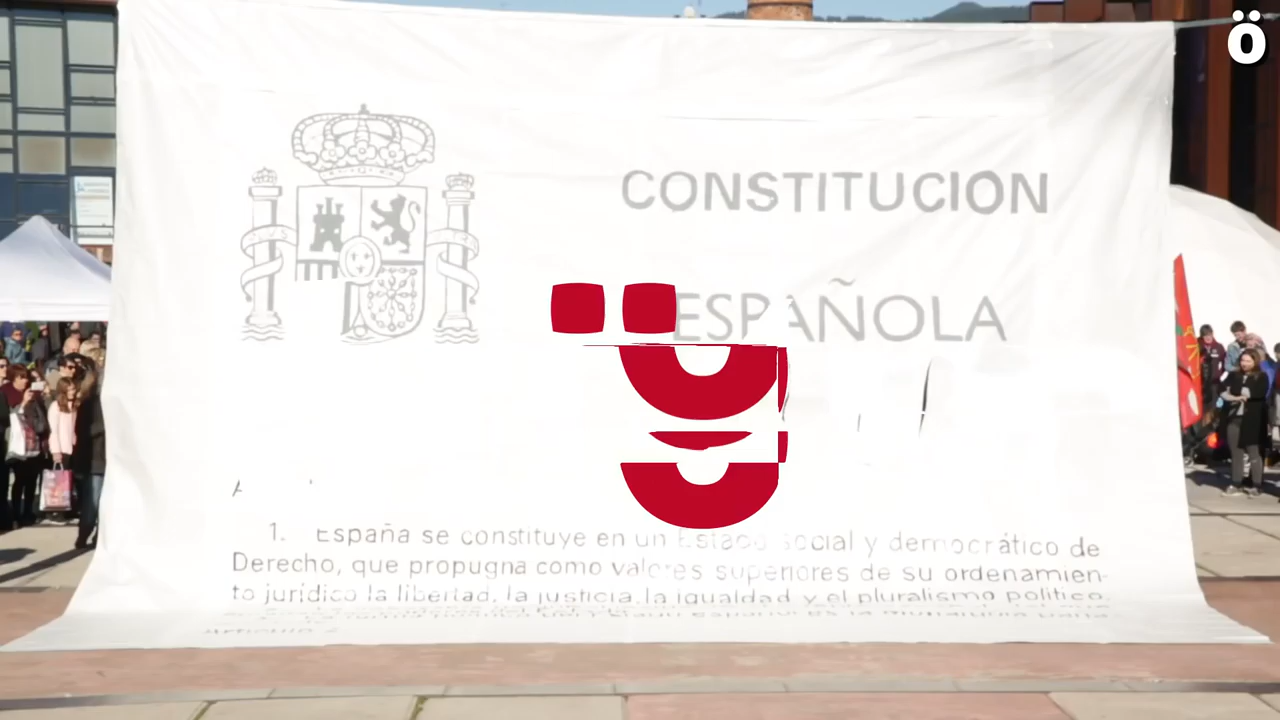 ö
CONSTITUCION
ESPAÑOLA
1. España se constituye en un Estado social y democrático de
Derecho, que propugna como valores superiores de su ordenamien-
to jurídico la libertad, la justicia, la igualdad y el pluralismo político.